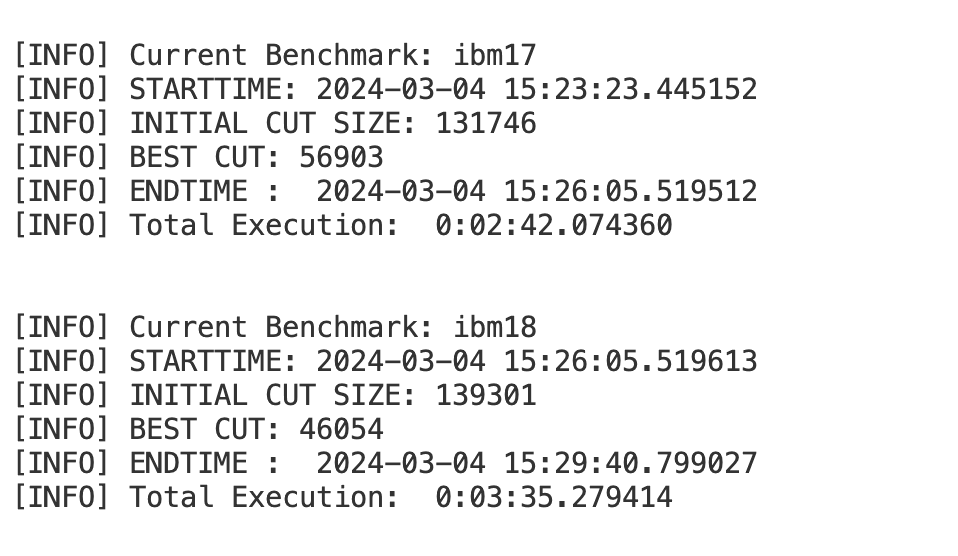 [INFO] Current Benchmark: ibm17
[INFO] STARTTIME: 2024-03-04 15:23:23.445152
[INFO] INITIAL CUT SIZE: 131746
[INFO] BEST CUT: 56903
[INFO] ENDTIME :  2024-03-04 15:26:05.519512
[INFO] Total Execution:  0:02:42.074360
[INFO] Current Benchmark: ibm18
[INFO] STARTTIME: 2024-03-04 15:26:05.519613
[INFO] INITIAL CUT SIZE: 139301
[INFO] BEST CUT: 46054
[INFO] ENDTIME :  2024-03-04 15:29:40.799027
[INFO] Total Execution:  0:03:35.279414